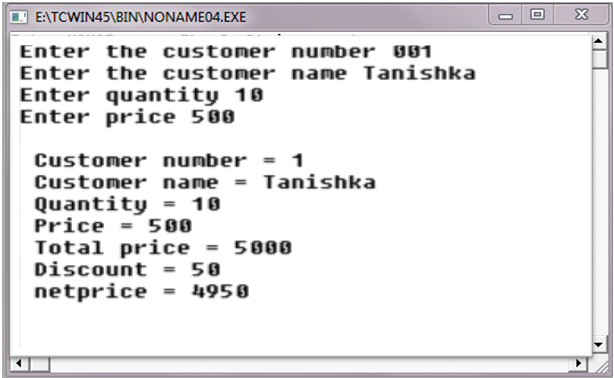 E:\TCWIN45\BIN\NONAME04.EXE
Enter the customer number 001
Enter the customer name Tanishka
Enter quantity 10
Enter price 500
Customer number = 1
Customer name = Tanishka
Quantity = 10
Price = 500
Total price = 5000
Discount = 50
netprice = 4950